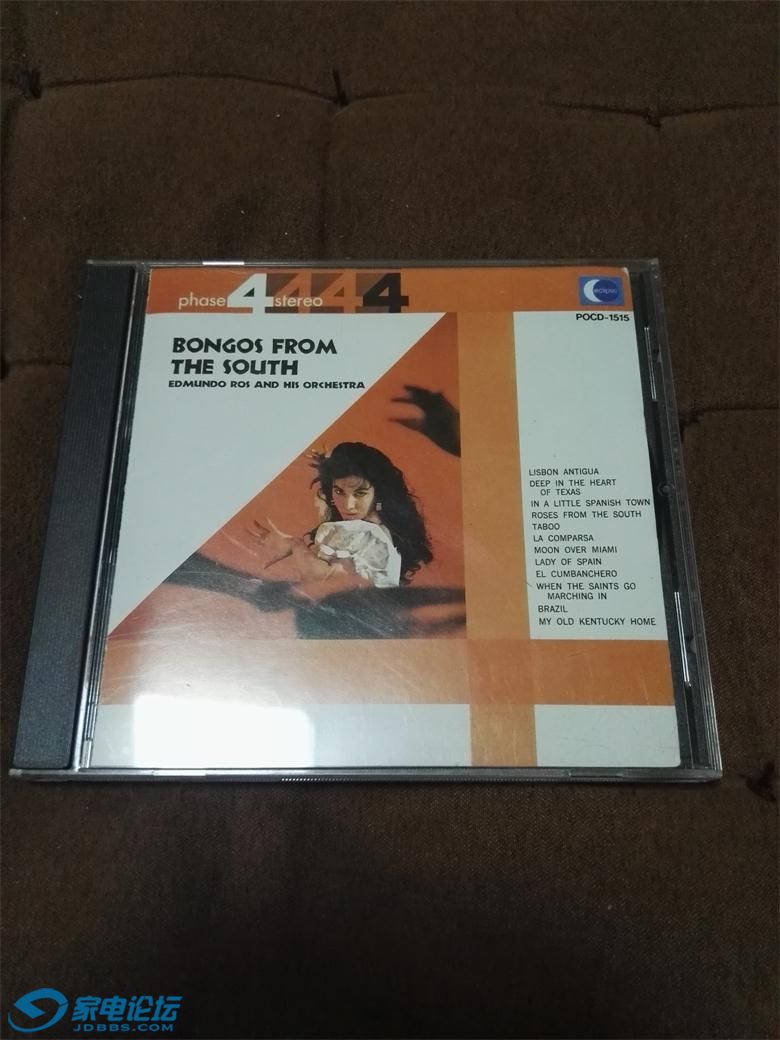 phase 4 stereo 4 4 4
eclipse
POCD-1515
BONGOS FROM
THE SOUTH
EDMUNDO ROS AND HIS ORCHESTRA
LISBON ANTIGUA
DEEP IN THE HEART
OF TEXAS
IN A LITTLE SPANISH TOWN
ROSES FROM THE SOUTH
TABOO
LA COMPARSA
MOON OVER MIAMI
LADY OF SPAIN
EL CUMBANCHERO
WHEN THE SAINTS GO
MARCHING IN
BRAZIL
MY OLD KENTUCKY HOME
家电论坛
JDBBS.COM